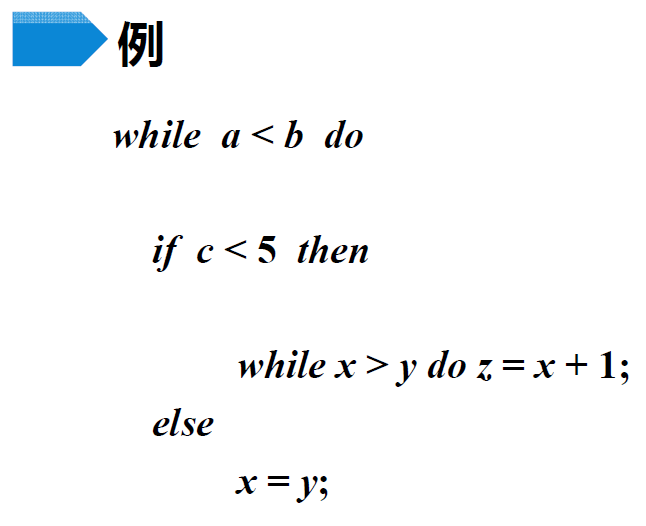 例
while a < b do
if c < 5 then
while x > y do z = x + 1;
else
x = y;